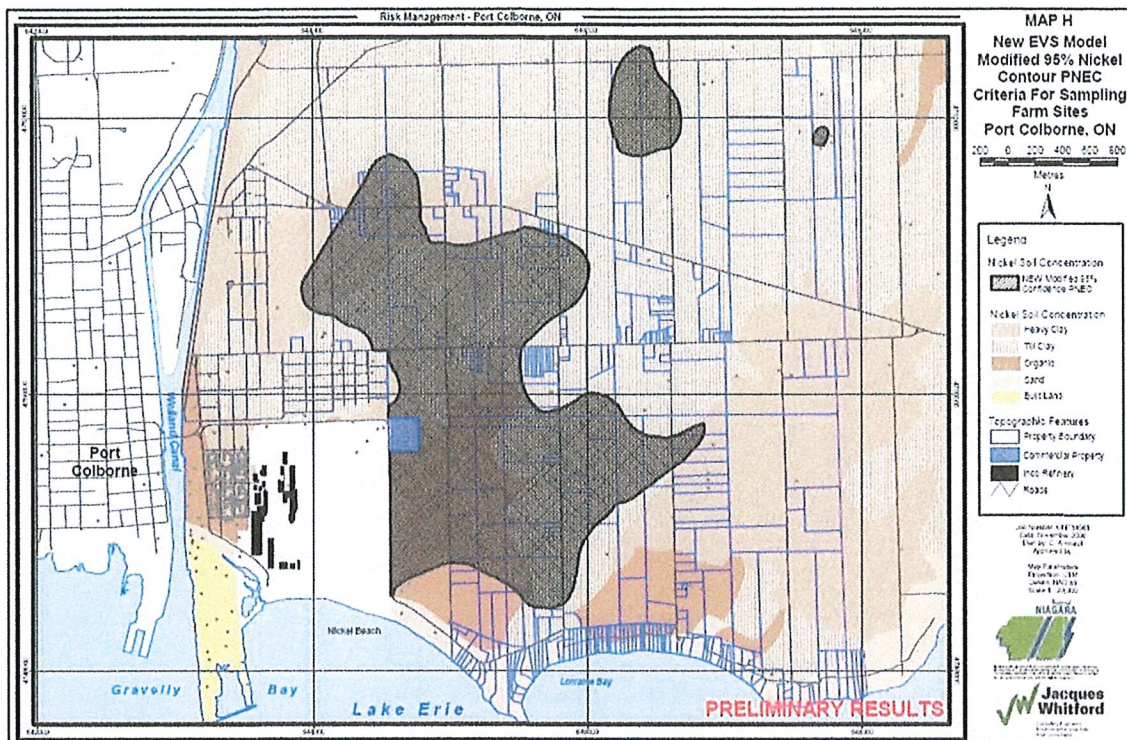 Risk Management - Port Colborne, ON
MAP H
New EVS Model
Modified 95% Nickel
Contour PNEC
Criteria For Sampling
Farm Sites
Port Colborne, ON
200 0 200 400 600 800
Metres
N
Legend
Nickel Soil Concentration
NEW Modified 95%
Confidence PNEC
Nickel Soil Concentration
Heavy Clay
Till Clay
Organic
Sand
Built Land
Topographic Features
Property Boundary
Commercial Property
Inco Refinery
Roads
NIAGARA
Jacques
Whitford
Port
Colborne
Welland Canal
Nickel Beach
Gravelly Bay
Lorraine Bay
Lake Erie
PRELIMINARY RESULTS